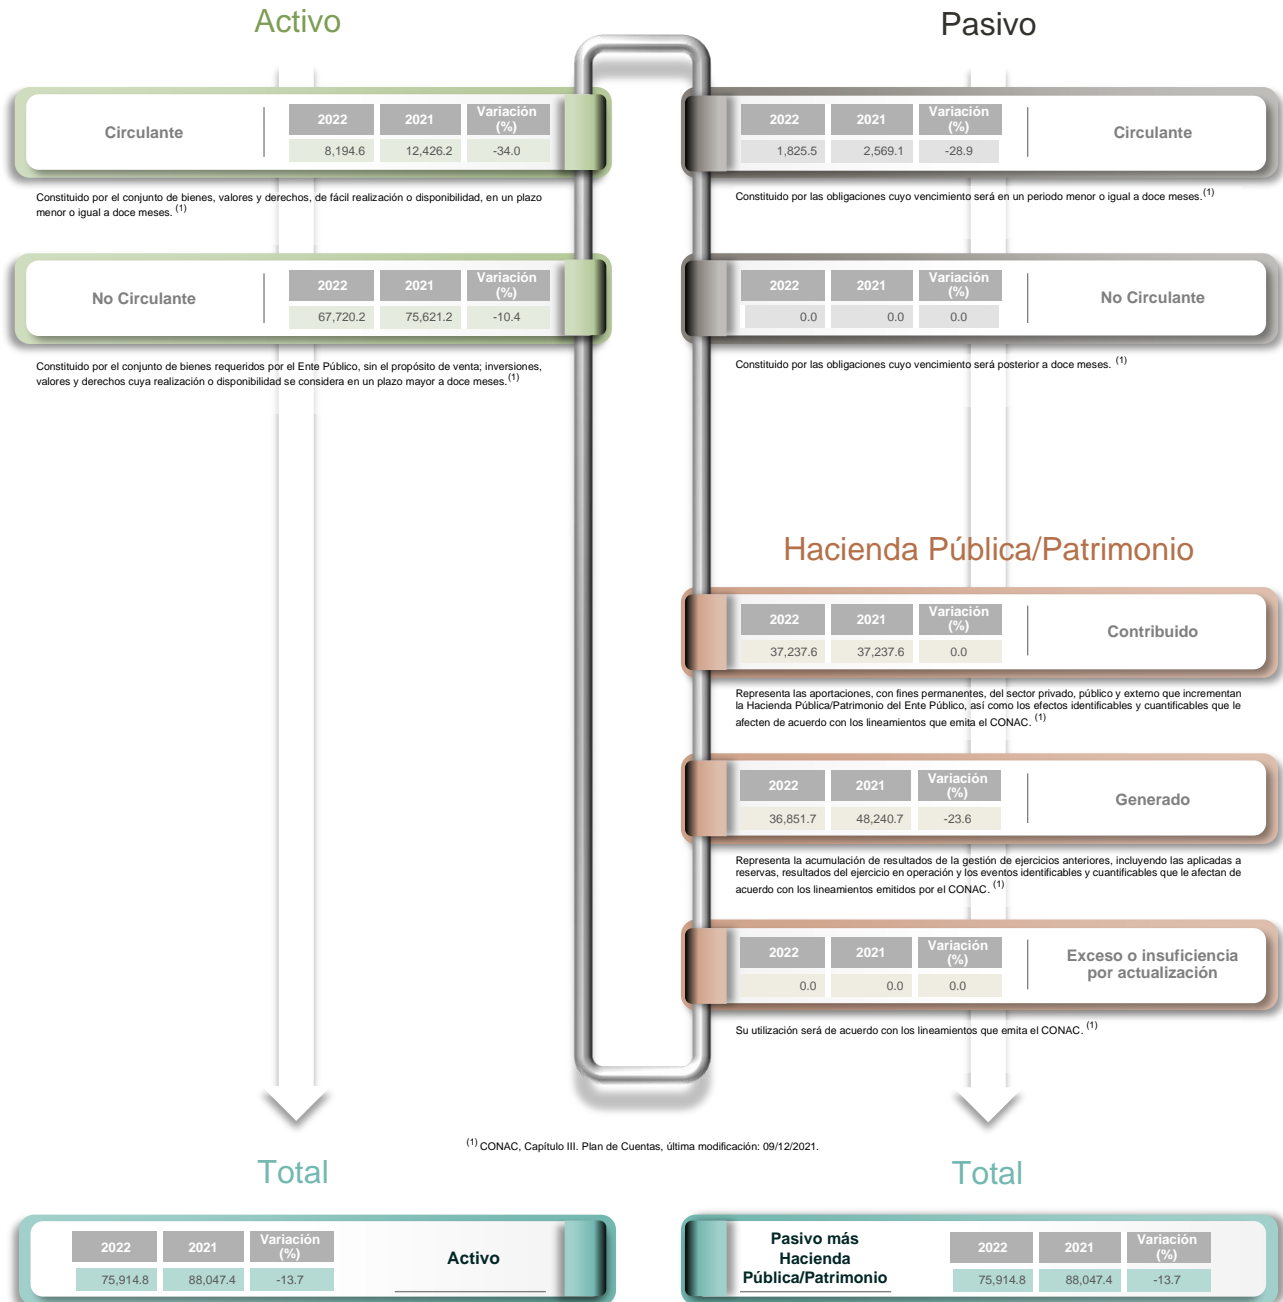 Activo
Circulante
2022 2021 Variación (%)
8,194.6 12,426.2 -34.0
Constituido por el conjunto de bienes, valores y derechos, de fácil realización o disponibilidad, en un plazo
menor o igual a doce meses. (1)
No Circulante
2022 2021 Variación (%)
67,720.2 75,621.2 -10.4
Constituido por el conjunto de bienes requeridos por el Ente Público, sin el propósito de venta; inversiones,
valores y derechos cuya realización o disponibilidad se considera en un plazo mayor a doce meses. (1)
Pasivo
2022 2021 Variación (%)
1,825.5 2,569.1 -28.9
Circulante
Constituido por las obligaciones cuyo vencimiento será en un periodo menor o igual a doce meses. (1)
2022 2021 Variación (%)
0.0 0.0 0.0
No Circulante
Constituido por las obligaciones cuyo vencimiento será posterior a doce meses. (1)
Hacienda Pública/Patrimonio
2022 2021 Variación (%)
37,237.6 37,237.6 0.0
Contribuido
Representa las aportaciones, con fines permanentes, del sector privado, público y externo que incrementan
la Hacienda Pública/Patrimonio del Ente Público, así como los efectos identificables y cuantificables que le
afecten de acuerdo con los lineamientos que emita el CONAC. (1)
2022 2021 Variación (%)
36,851.7 48,240.7 -23.6
Generado
Representa la acumulación de resultados de la gestión de ejercicios anteriores, incluyendo las aplicadas a
reservas, resultados del ejercicio en operación y los eventos identificables y cuantificables que le afectan de
acuerdo con los lineamientos emitidos por el CONAC. (1)
2022 2021 Variación (%)
0.0 0.0 0.0
Exceso o insuficiencia
por actualización
Su utilización será de acuerdo con los lineamientos que emita el CONAC. (1)
(1) CONAC, Capítulo III. Plan de Cuentas, última modificación: 09/12/2021.
Total
2022 2021 Variación (%)
75,914.8 88,047.4 -13.7
Activo
Total
Pasivo más
Hacienda
Pública/Patrimonio
2022 2021 Variación (%)
75,914.8 88,047.4 -13.7